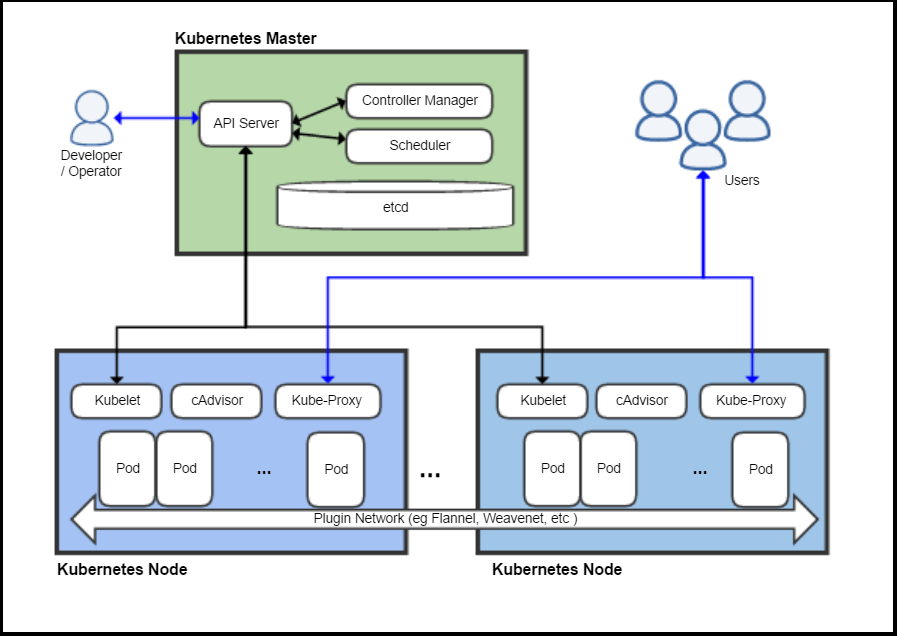 Kubernetes Master
API Server
Controller Manager
Scheduler
etcd
Developer
/ Operator
Users
Kubelet
cAdvisor
Kube-Proxy
Pod
Pod
...
Pod
...
Kubelet
cAdvisor
Kube-Proxy
Pod
Pod
...
Pod
Plugin Network (eg Flannel, Weavenet, etc )
Kubernetes Node
Kubernetes Node